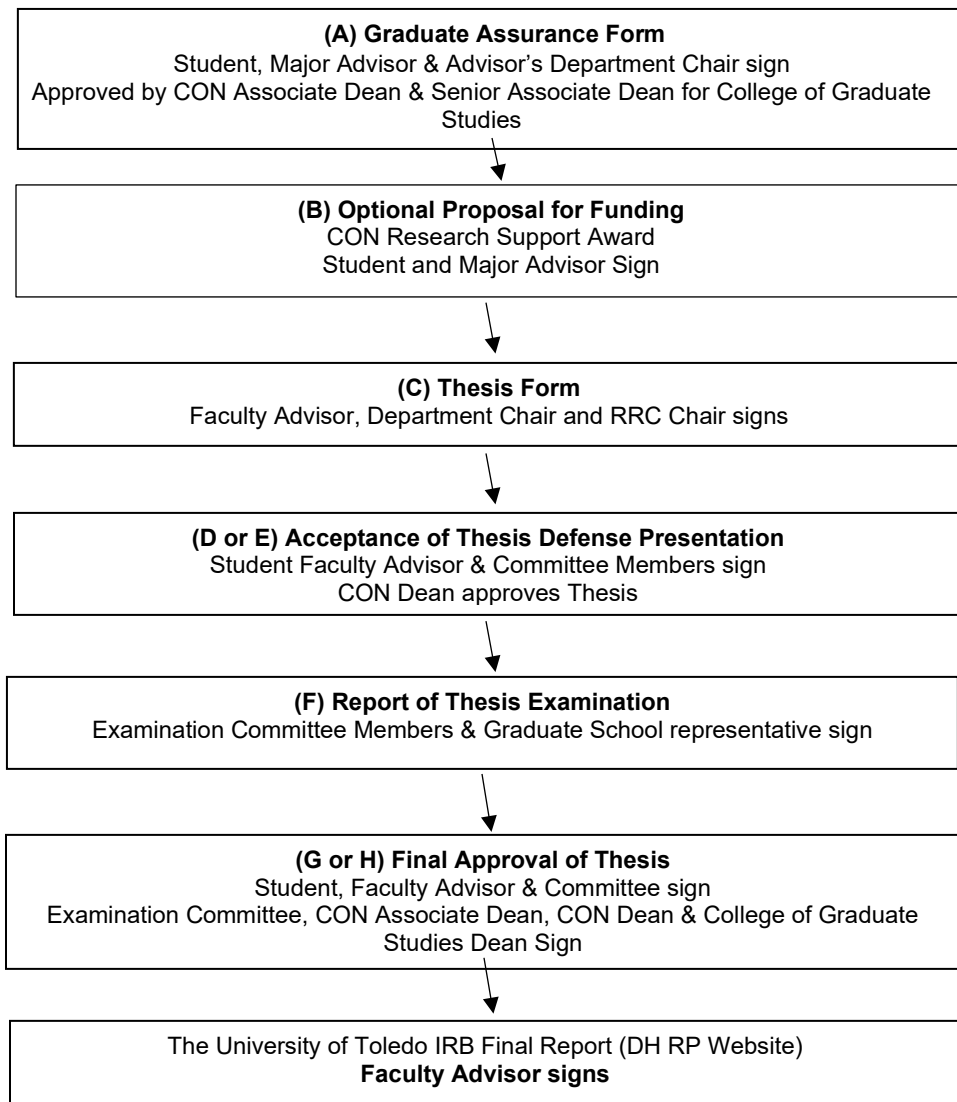 (A) Graduate Assurance Form
Student, Major Advisor & Advisor’s Department Chair sign
Approved by CON Associate Dean & Senior Associate Dean for College of Graduate
Studies
(B) Optional Proposal for Funding
CON Research Support Award
Student and Major Advisor Sign
(C) Thesis Form
Faculty Advisor, Department Chair and RRC Chair signs
(D or E) Acceptance of Thesis Defense Presentation
Student Faculty Advisor & Committee Members sign
CON Dean approves Thesis
(F) Report of Thesis Examination
Examination Committee Members & Graduate School representative sign
(G or H) Final Approval of Thesis
Student, Faculty Advisor & Committee sign
Examination Committee, CON Associate Dean, CON Dean & College of Graduate
Studies Dean Sign
The University of Toledo IRB Final Report (DH RP Website)
Faculty Advisor signs